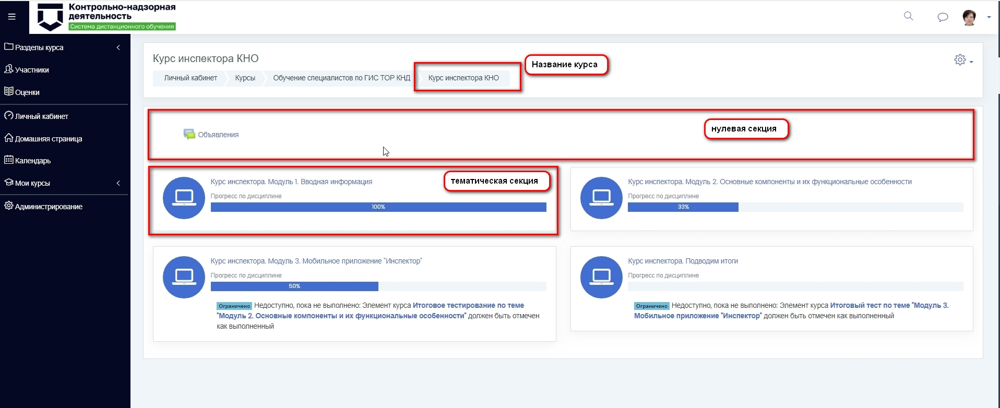 Контрольно-надзорная
деятельность
Система дистанционного обучения
Разделы курса
Участники
Оценки
Личный кабинет
Домашняя страница
Календарь
Мои курсы
Администрирование
Курс инспектора КНО
Личный кабинет
Курсы
Обучение специалистов по ГИС ТОР КНД
Курс инспектора КНО
Название курса
Объявления
нулевая секция
Курс инспектора. Модуль 1. Вводная информация
тематическая секция
Прогресс по дисциплине
100%
Курс инспектора. Модуль 2. Основные компоненты и их функциональные особенности
Прогресс по дисциплине
33%
Курс инспектора. Модуль 3. Мобильное приложение "Инспектор"
Прогресс по дисциплине
50%
Ограничено Недоступно, пока не выполнено: Элемент курса Итоговое тестирование по теме
"Модуль 2. Основные компоненты и их функциональные особенности" должен быть отмечен
как выполненный
Курс инспектора. Подводим итоги
Прогресс по дисциплине
Ограничено Недоступно, пока не выполнено: Элемент курса Итоговый тест по теме "Модуль 3.
Мобильное приложение "Инспектор" должен быть отмечен как выполненный